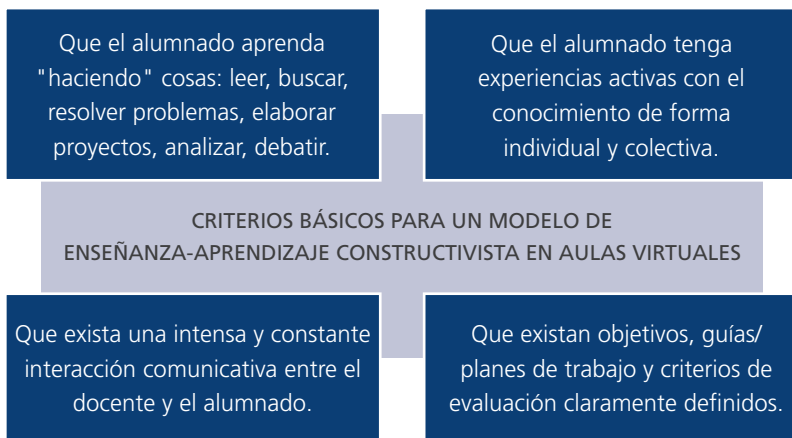 Que el alumnado aprenda
"haciendo" cosas: leer, buscar,
resolver problemas, elaborar
proyectos, analizar, debatir.
Que el alumnado tenga
experiencias activas con el
conocimiento de forma
individual y colectiva.
CRITERIOS BÁSICOS PARA UN MODELO DE
ENSEÑANZA-APRENDIZAJE CONSTRUCTIVISTA EN AULAS VIRTUALES
Que exista una intensa y constante
interacción comunicativa entre el
docente y el alumnado.
Que existan objetivos, guías/
planes de trabajo y criterios de
evaluación claramente definidos.